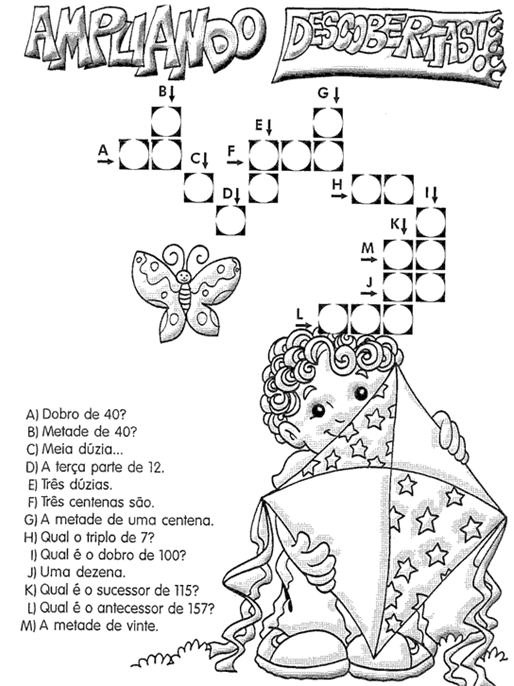 AMPLIANDO DESCOBERTAS!
B G
E
A C F
D H I
K
M
J
L
A) Dobro de 40?
B) Metade de 40?
C) Meia dúzia...
D) A terça parte de 12.
E) Três dúzias.
F) Três centenas são.
G) A metade de uma centena.
H) Qual o triplo de 7?
I) Qual é o dobro de 100?
J) Uma dezena.
K) Qual é o sucessor de 115?
L) Qual é o antecessor de 157?
M) A metade de vinte.